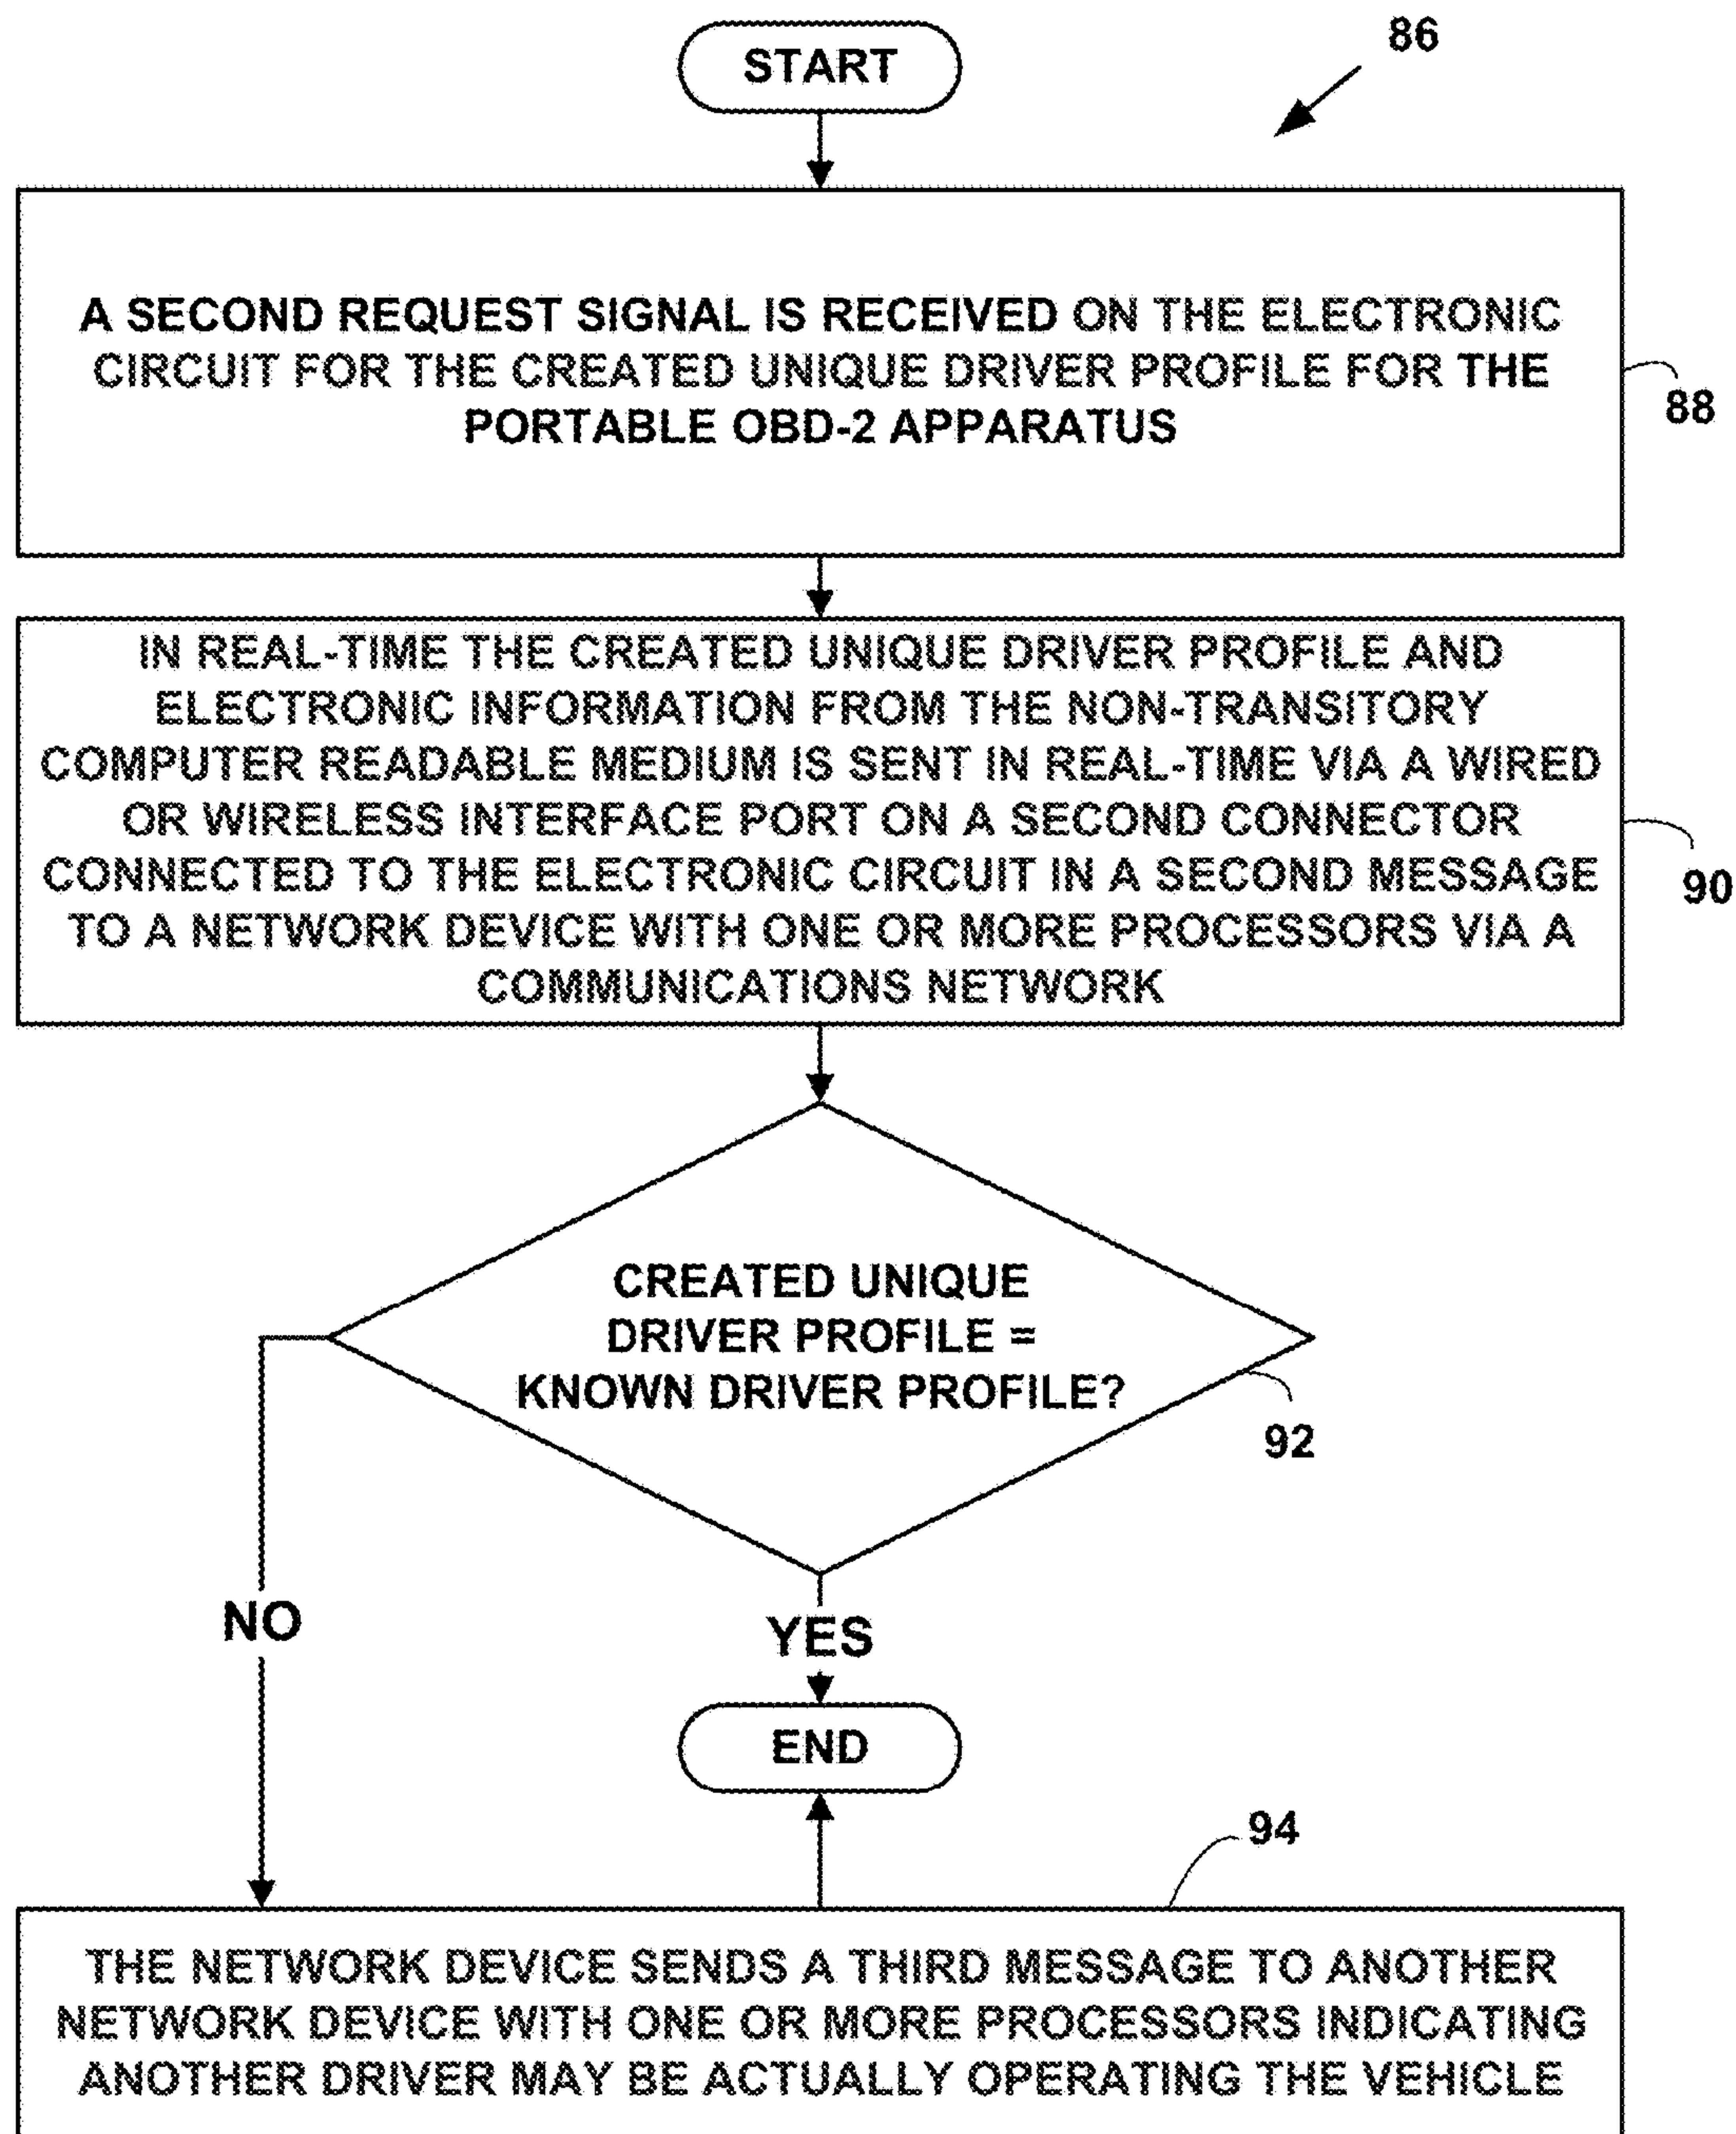 START
86
A SECOND REQUEST SIGNAL IS RECEIVED ON THE ELECTRONIC
CIRCUIT FOR THE CREATED UNIQUE DRIVER PROFILE FOR THE
PORTABLE OBD-2 APPARATUS
88
IN REAL-TIME THE CREATED UNIQUE DRIVER PROFILE AND
ELECTRONIC INFORMATION FROM THE NON-TRANSITORY
COMPUTER READABLE MEDIUM IS SENT IN REAL-TIME VIA A WIRED
OR WIRELESS INTERFACE PORT ON A SECOND CONNECTOR
CONNECTED TO THE ELECTRONIC CIRCUIT IN A SECOND MESSAGE
TO A NETWORK DEVICE WITH ONE OR MORE PROCESSORS VIA A
COMMUNICATIONS NETWORK
90
CREATED UNIQUE
DRIVER PROFILE =
KNOWN DRIVER PROFILE?
92
NO
YES
END
94
THE NETWORK DEVICE SENDS A THIRD MESSAGE TO ANOTHER
NETWORK DEVICE WITH ONE OR MORE PROCESSORS INDICATING
ANOTHER DRIVER MAY BE ACTUALLY OPERATING THE VEHICLE